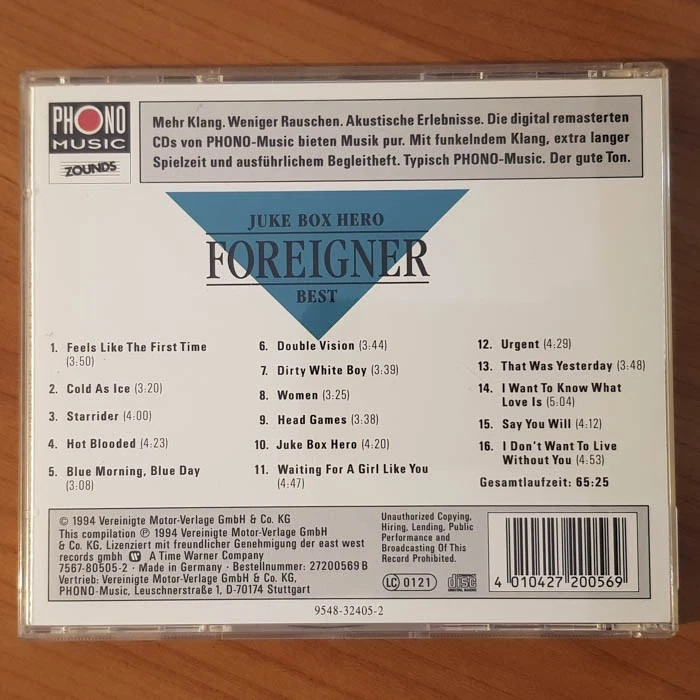 PHONO
MUSIC
ZOUNDS
Mehr Klang. Weniger Rauschen. Akustische Erlebnisse. Die digital remasterten
CDs von PHONO-Music bieten Musik pur. Mit funkelndem Klang, extra langer
Spielzeit und ausführlichem Begleitheft. Typisch PHONO-Music. Der gute Ton.
JUKE BOX HERO
FOREIGNER
BEST
1. Feels Like The First Time
(3:50)
2. Cold As Ice (3:20)
3. Starrider (4:00)
4. Hot Blooded (4:23)
5. Blue Morning, Blue Day
(3:08)
6. Double Vision (3:44)
7. Dirty White Boy (3:39)
8. Women (3:25)
9. Head Games (3:38)
10. Juke Box Hero (4:20)
11. Waiting For A Girl Like You
(4:47)
12. Urgent (4:29)
13. That Was Yesterday (3:48)
14. I Want To Know What
Love Is (5:04)
15. Say You Will (4:12)
16. I Don't Want To Live
Without You (4:53)
Gesamtlaufzeit: 65:25
© 1994 Vereinigte Motor-Verlage GmbH & Co. KG
This compilation ℗ 1994 Vereinigte Motor-Verlage GmbH
& Co. KG, Lizenziert mit freundlicher Genehmigung der east west
records gmbh A Time Warner Company
7567-80505-2 · Made in Germany · Bestellnummer: 27200569 B
Vertrieb: Vereinigte Motor-Verlage GmbH & Co. KG,
PHONO-Music, Leuschnerstraße 1, D-70174 Stuttgart
Unauthorized Copying,
Hiring, Lending, Public
Performance and
Broadcasting Of This
Record Prohibited.
LC 0121
disc
DIGITAL AUDIO
4 010427 200569
9548-32405-2